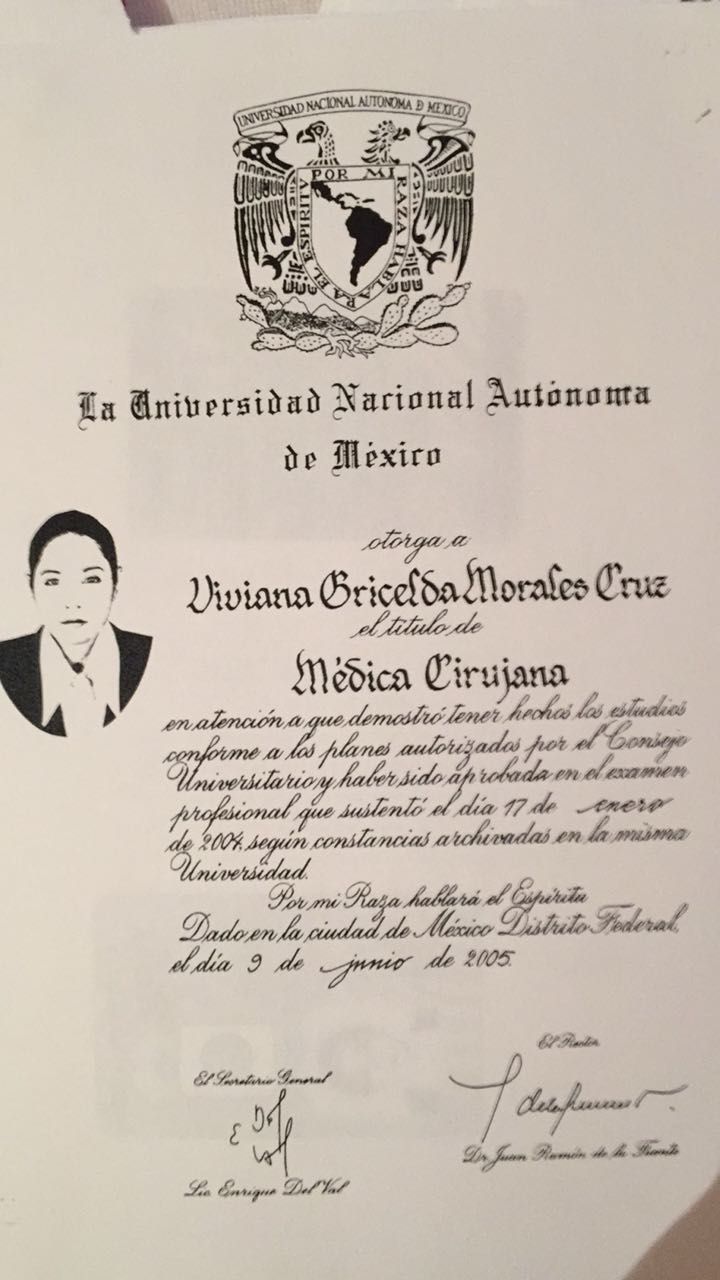 UNIVERSIDAD NACIONAL AUTONOMA D MEXICO
POR MI RAZA HABLARA EL ESPIRITV
La Universidad Nacional Autónoma
de México
otorga a
Viviana Gricelda Morales Cruz
el título de
Médica Cirujana
en atención a que demostró tener hechos los estudios
conforme a los planes autorizados por el Consejo
Universitario y haber sido aprobada en el examen
profesional que sustentó el día 17 de enero
de 2004, según constancias archivadas en la misma
Universidad.
Por mi Raza hablará el Espíritu
Dado en la ciudad de México Distrito Federal,
el día 9 de junio de 2005.
El Rector
El Secretario General
Dr. Juan Ramón de la Fuente
Lic. Enrique Del Val